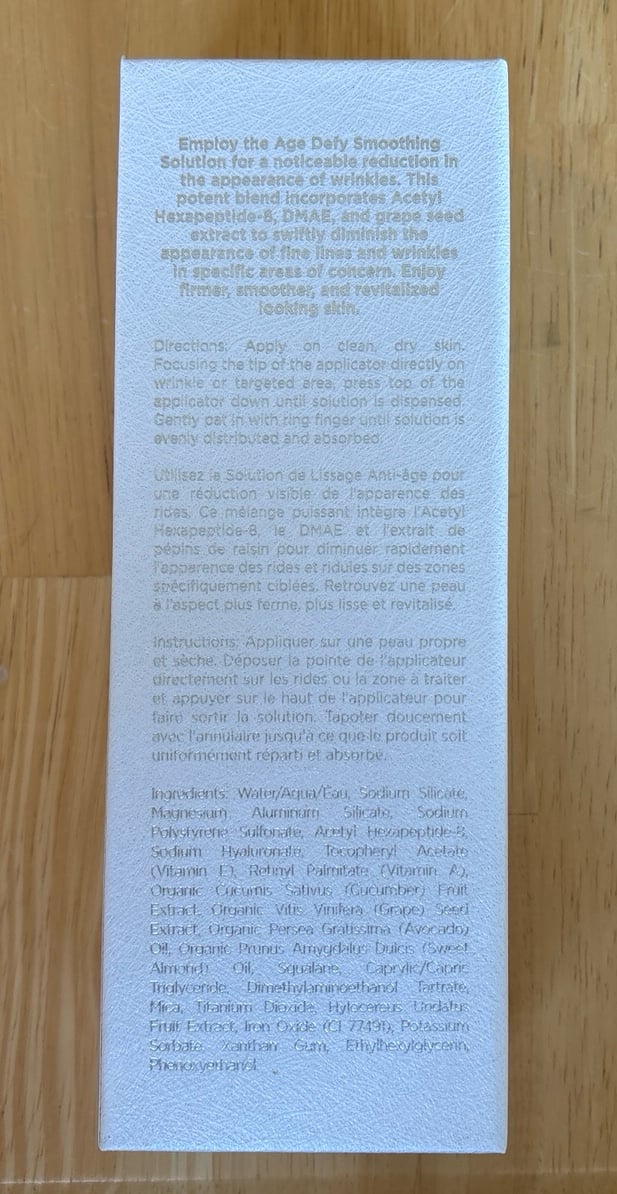 Employ the Age Defy Smoothing
Solution for a noticeable reduction in
the appearance of wrinkles. This
potent blend incorporates Acetyl
Hexapeptide-8, DMAE, and grape seed
extract to swiftly diminish the
appearance of fine lines and wrinkles
in specific areas of concern. Enjoy
firmer, smoother, and revitalized
looking skin.
Directions: Apply on clean, dry skin.
Focusing the tip of the applicator directly on
wrinkle or targeted area, press top of the
applicator down until solution is dispensed.
Gently pat in with ring finger until solution is
evenly distributed and absorbed.
Utilisez la Solution de Lissage Anti-âge pour
une réduction visible de l'apparence des
rides. Ce mélange puissant intègre l'Acetyl
Hexapeptide-8, le DMAE et l'extrait de
pépins de raisin pour diminuer rapidement
l'apparence des rides et ridules sur des zones
spécifiquement ciblées. Retrouvez une peau
à l'aspect plus ferme, plus lisse et revitalisé.
Instructions: Appliquer sur une peau propre
et sèche. Déposer la pointe de l'applicateur
directement sur les rides ou la zone à traiter
et appuyer sur le haut de l'applicateur pour
faire sortir la solution. Tapoter doucement
avec l'annulaire jusqu'à ce que le produit soit
uniformément réparti et absorbé.
Ingredients: Water/Aqua/Eau, Sodium Silicate,
Magnesium Aluminum Silicate, Sodium
Polystyrene Sulfonate, Acetyl Hexapeptide-8,
Sodium Hyaluronate, Tocopheryl Acetate
(Vitamin E), Retinyl Palmitate (Vitamin A),
Organic Cucumis Sativus (Cucumber) Fruit
Extract, Organic Vitis Vinifera (Grape) Seed
Extract, Organic Persea Gratissima (Avocado)
Oil, Organic Prunus Amygdalus Dulcis (Sweet
Almond) Oil, Squalane, Caprylic/Capric
Triglyceride, Dimethylaminoethanol Tartrate,
Mica, Titanium Dioxide, Hylocereus Undatus
Fruit Extract, Iron Oxide (CI 77491), Potassium
Sorbate, Xanthan Gum, Ethylhexylglycerin,
Phenoxyethanol